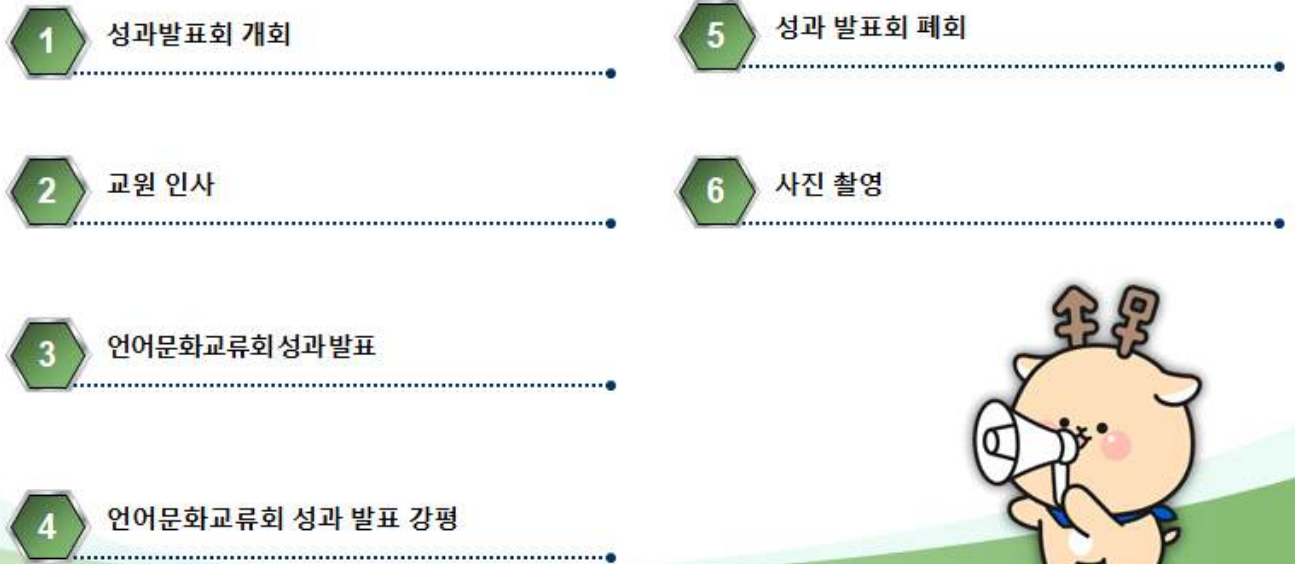 1 성과발표회 개회
2 교원 인사
3 언어문화교류회성과발표
4 언어문화교류회 성과 발표 강평
5 성과 발표회 폐회
6 사진 촬영